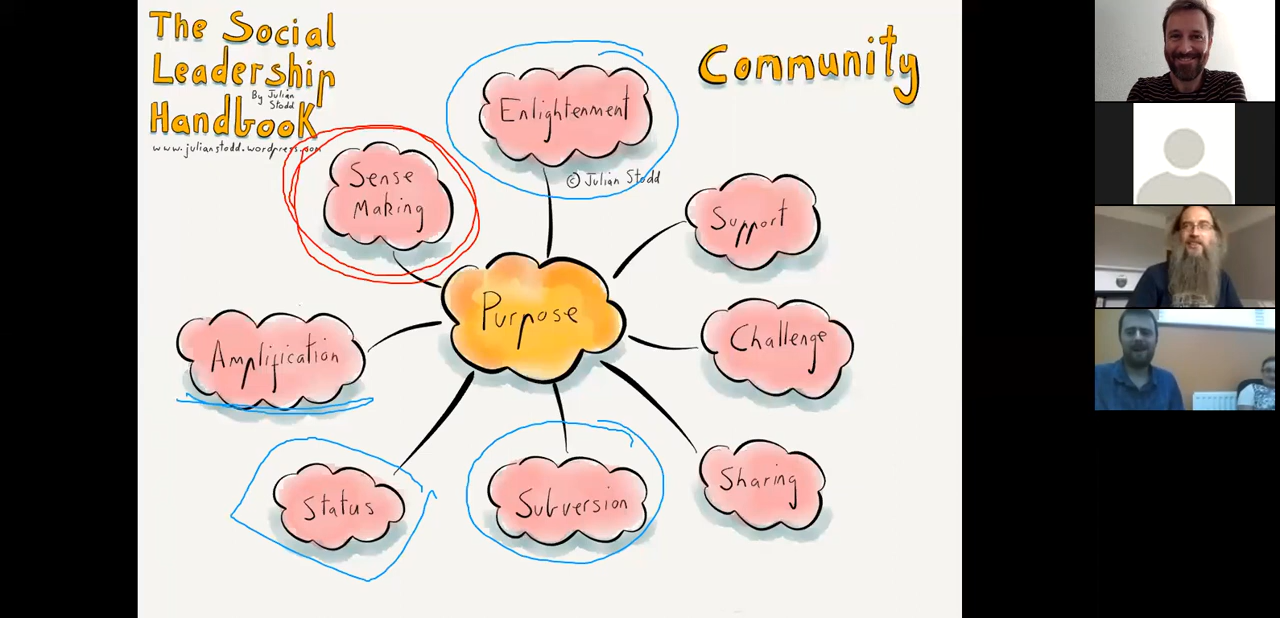 The Social
Leadership
By Julian
Stodd
Handbook
www.julianstodd.wordpress.com
Community
Enlightenment
© Julian Stodd
Sense
Making
Support
Purpose
Challenge
Amplification
Status
Subversion
Sharing